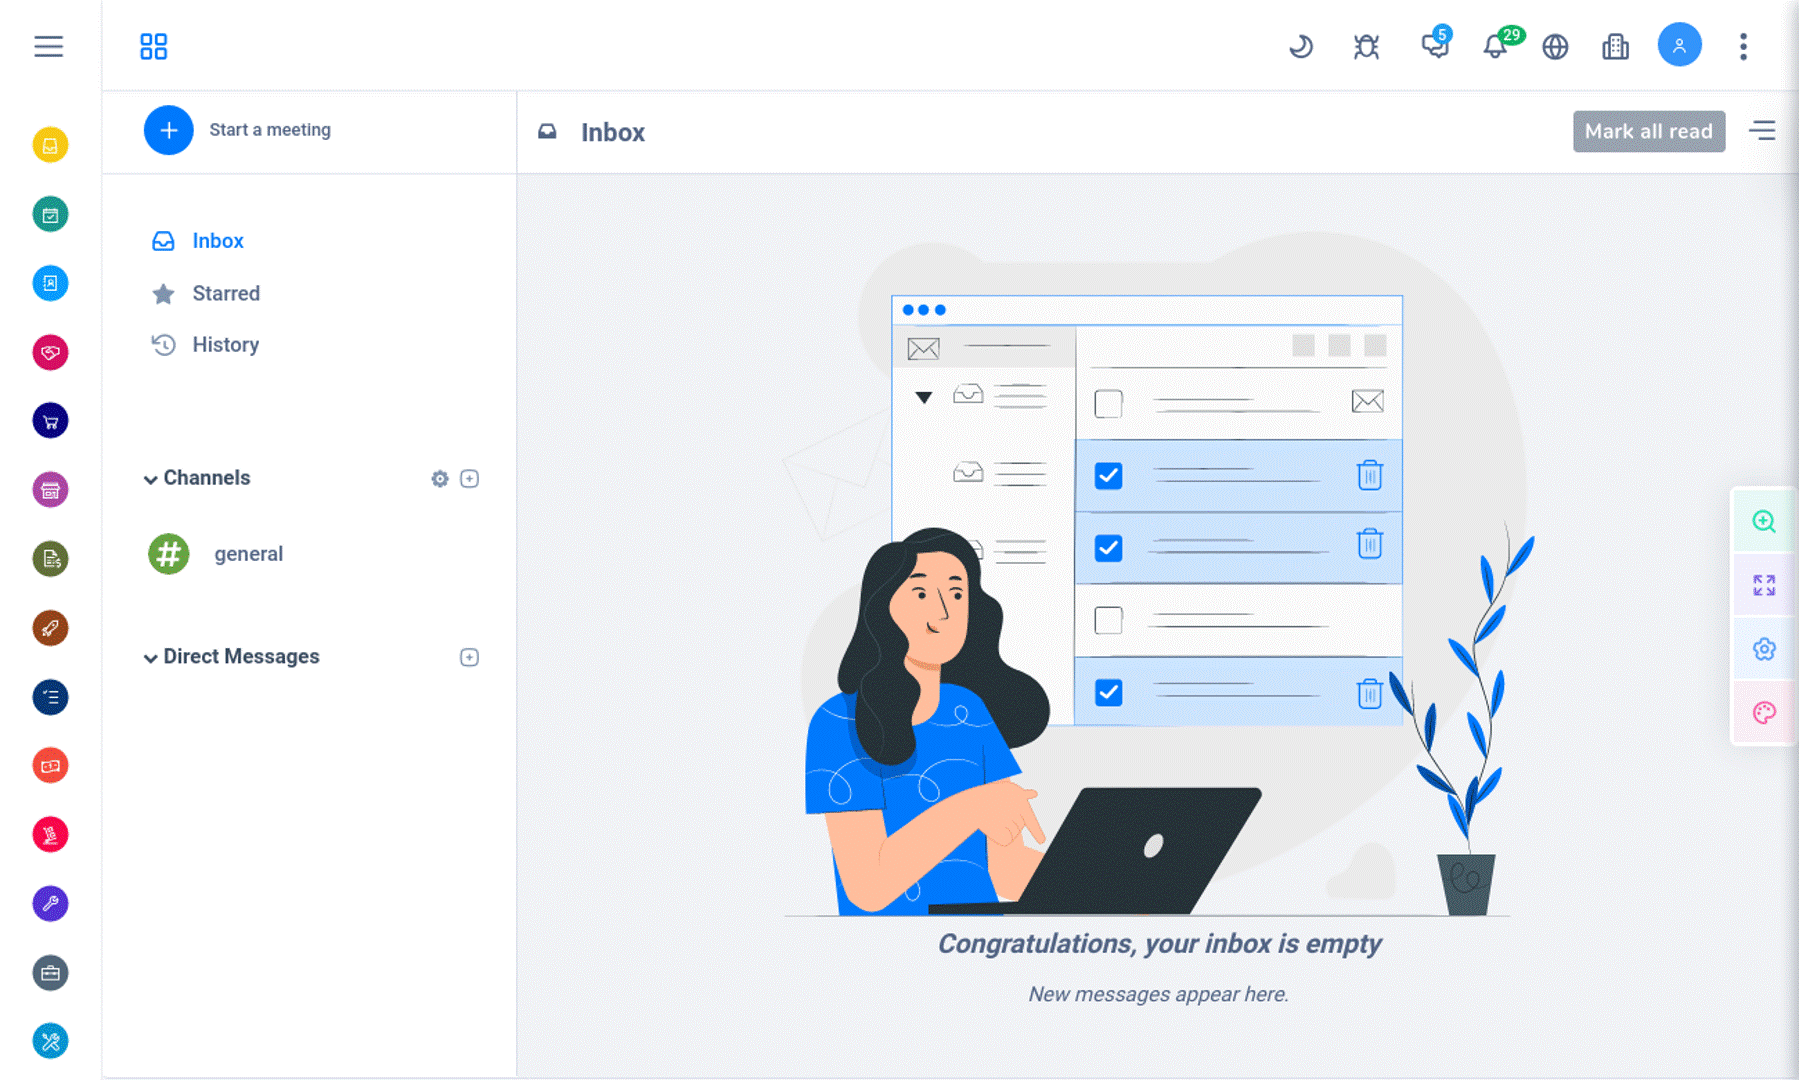 5
29
Start a meeting
Inbox
Mark all read
Inbox
Starred
History
Channels
general
Direct Messages
Congratulations, your inbox is empty
New messages appear here.